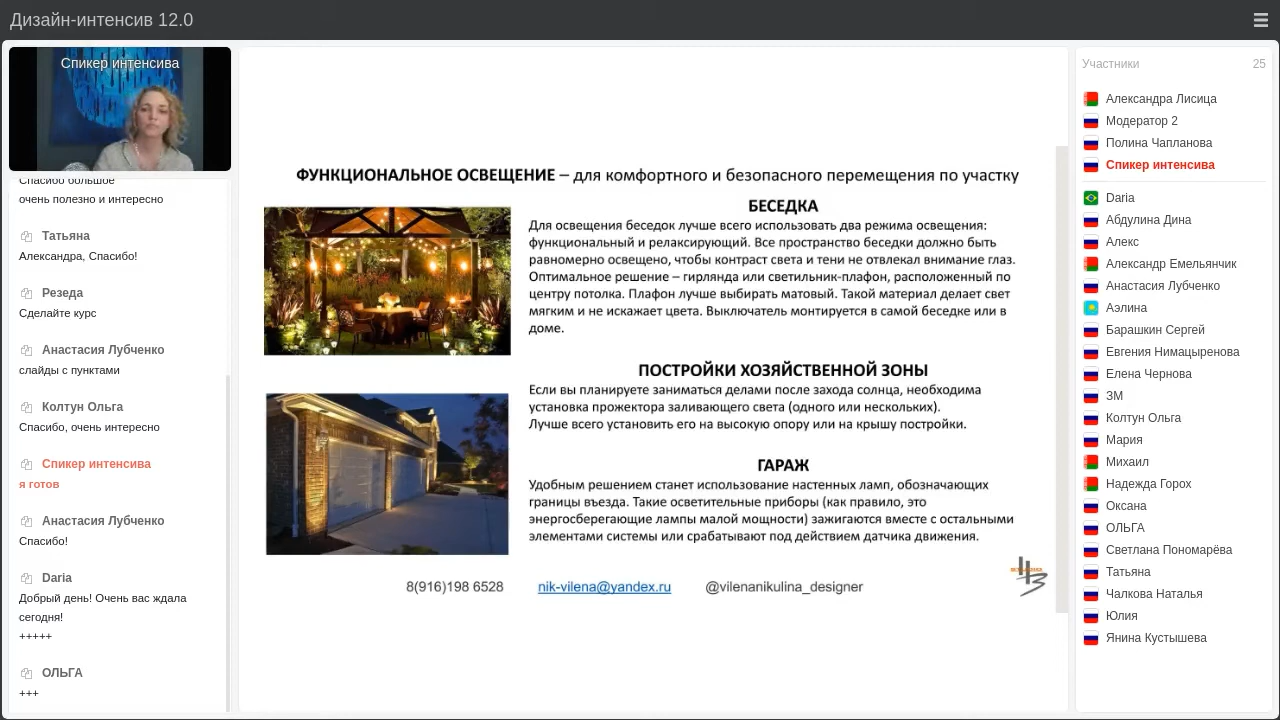 Дизайн-интенсив 12.0
Спикер интенсива
Спасибо большое
очень полезно и интересно
Татьяна
Александра, Спасибо!
Резеда
Сделайте курс
Анастасия Лубченко
слайды с пунктами
Колтун Ольга
Спасибо, очень интересно
Спикер интенсива
я готов
Анастасия Лубченко
Спасибо!
Daria
Добрый день! Очень вас ждала
сегодня!
+++++
ОЛЬГА
+++
ФУНКЦИОНАЛЬНОЕ ОСВЕЩЕНИЕ – для комфортного и безопасного перемещения по участку
БЕСЕДКА
Для освещения беседок лучше всего использовать два режима освещения:
функциональный и релаксирующий. Все пространство беседки должно быть
равномерно освещено, чтобы контраст света и тени не отвлекал внимание глаз.
Оптимальное решение – гирлянда или светильник-плафон, расположенный по
центру потолка. Плафон лучше выбирать матовый. Такой материал делает свет
мягким и не искажает цвета. Выключатель монтируется в самой беседке или в
доме.
ПОСТРОЙКИ ХОЗЯЙСТВЕННОЙ ЗОНЫ
Если вы планируете заниматься делами после захода солнца, необходима
установка прожектора заливающего света (одного или нескольких).
Лучше всего установить его на высокую опору или на крышу постройки.
ГАРАЖ
Удобным решением станет использование настенных ламп, обозначающих
границы въезда. Такие осветительные приборы (как правило, это
энергосберегающие лампы малой мощности) зажигаются вместе с остальными
элементами системы или срабатывают под действием датчика движения.
8(916)198 6528 nik-vilena@yandex.ru @vilenanikulina_designer
Участники 25
Александра Лисица
Модератор 2
Полина Чапланова
Спикер интенсива
Daria
Абдулина Дина
Алекс
Александр Емельянчик
Анастасия Лубченко
Аэлина
Барашкин Сергей
Евгения Нимацыренова
Елена Чернова
ЗМ
Колтун Ольга
Мария
Михаил
Надежда Горох
Оксана
ОЛЬГА
Светлана Пономарёва
Татьяна
Чалкова Наталья
Юлия
Янина Кустышева